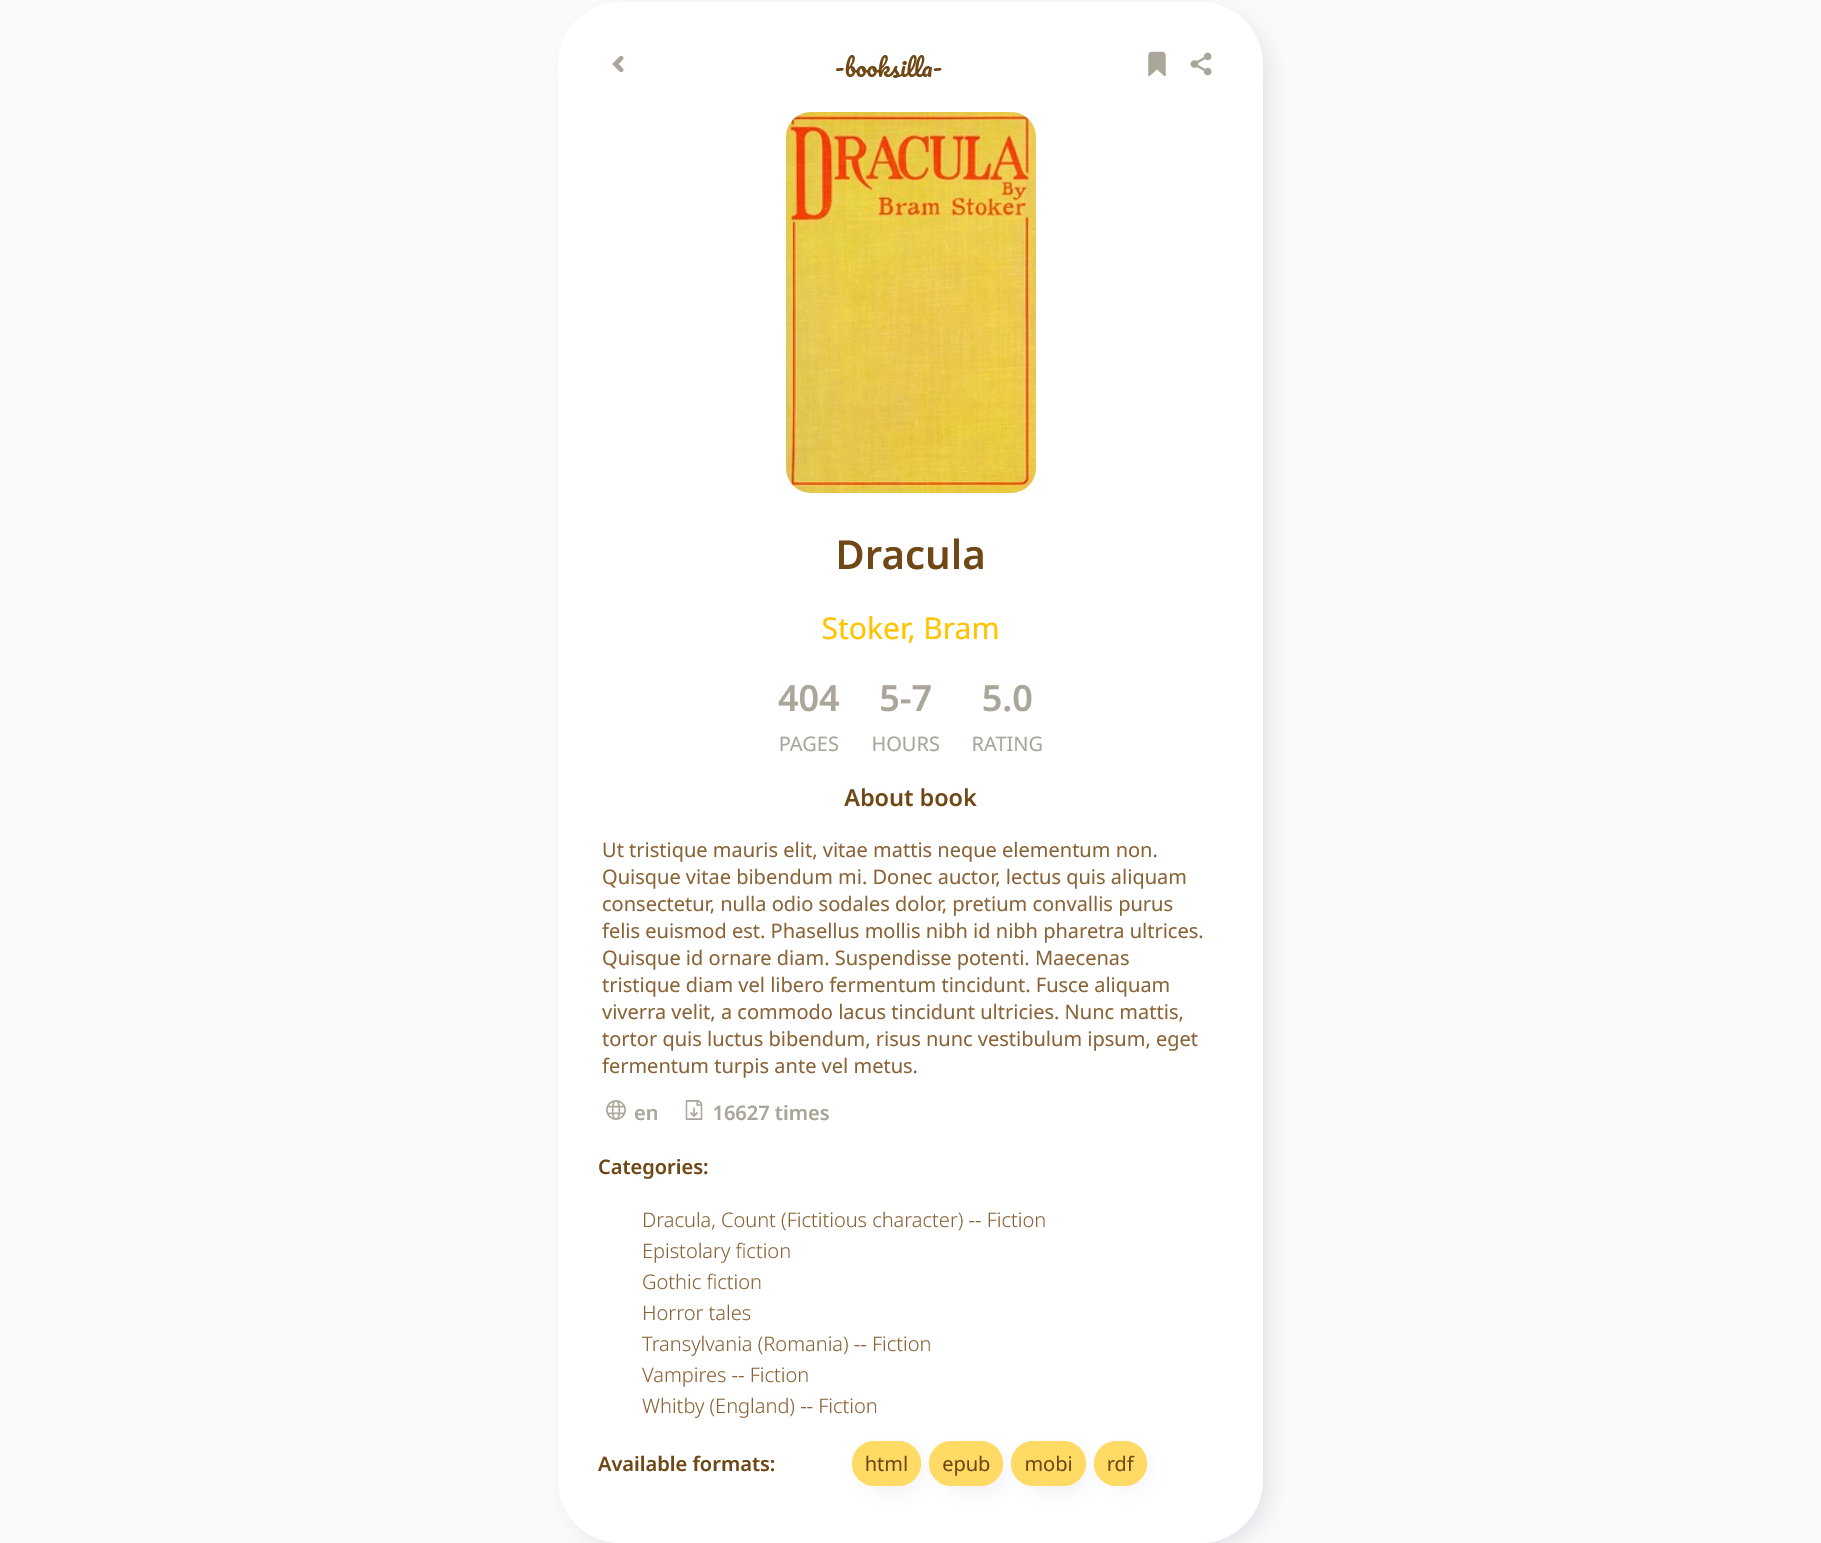 -booksilla-
DRACULA
By
Bram Stoker
Dracula
Stoker, Bram
404 5-7 5.0
PAGES HOURS RATING
About book
Ut tristique mauris elit, vitae mattis neque elementum non.
Quisque vitae bibendum mi. Donec auctor, lectus quis aliquam
consectetur, nulla odio sodales dolor, pretium convallis purus
felis euismod est. Phasellus mollis nibh id nibh pharetra ultrices.
Quisque id ornare diam. Suspendisse potenti. Maecenas
tristique diam vel libero fermentum tincidunt. Fusce aliquam
viverra velit, a commodo lacus tincidunt ultricies. Nunc mattis,
tortor quis luctus bibendum, risus nunc vestibulum ipsum, eget
fermentum turpis ante vel metus.
en 16627 times
Categories:
Dracula, Count (Fictitious character) -- Fiction
Epistolary fiction
Gothic fiction
Horror tales
Transylvania (Romania) -- Fiction
Vampires -- Fiction
Whitby (England) -- Fiction
Available formats: html epub mobi rdf